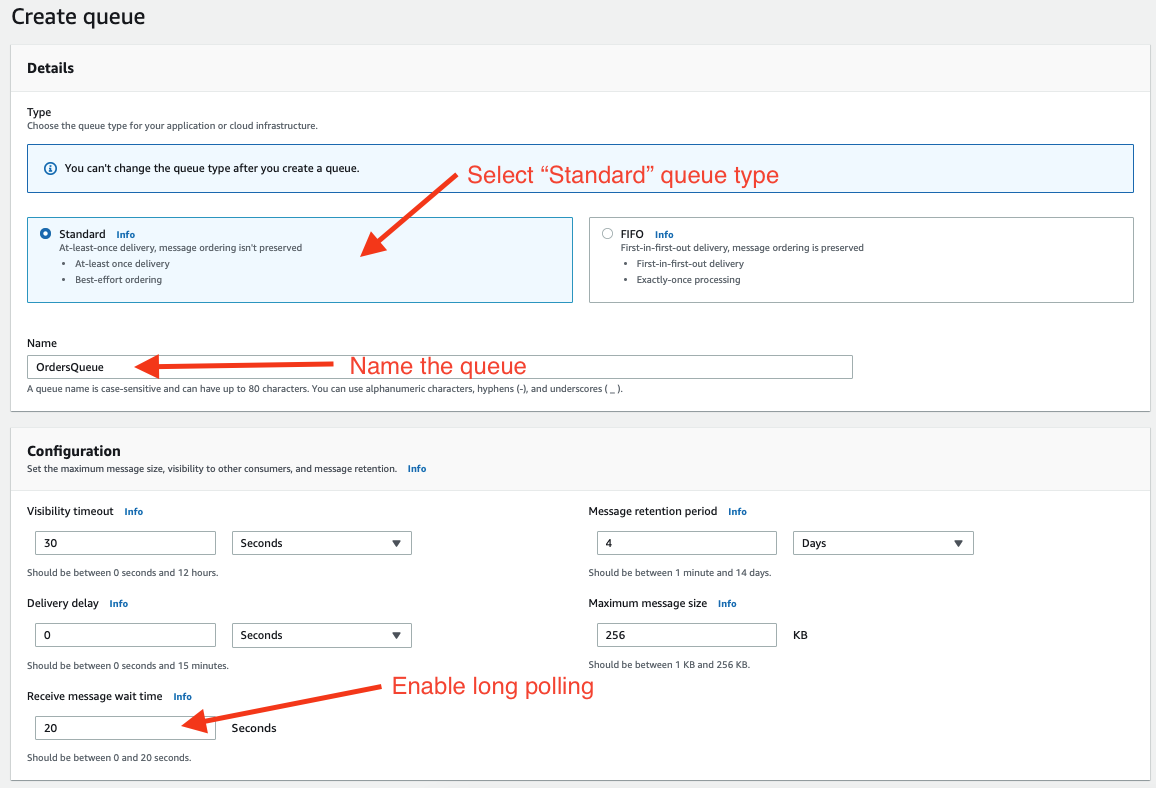 Create queue
Details
Type
Choose the queue type for your application or cloud infrastructure.
You can't change the queue type after you create a queue.
Select “Standard” queue type
Standard Info
At-least-once delivery, message ordering isn't preserved
• At-least once delivery
• Best-effort ordering
FIFO Info
First-in-first-out delivery, message ordering is preserved
• First-in-first-out delivery
• Exactly-once processing
Name
OrdersQueue
Name the queue
A queue name is case-sensitive and can have up to 80 characters. You can use alphanumeric characters, hyphens (-), and underscores ( _ ).
Configuration
Set the maximum message size, visibility to other consumers, and message retention. Info
Visibility timeout Info
30 Seconds
Should be between 0 seconds and 12 hours.
Message retention period Info
4 Days
Should be between 1 minute and 14 days.
Delivery delay Info
0 Seconds
Should be between 0 seconds and 15 minutes.
Maximum message size Info
256 KB
Should be between 1 KB and 256 KB.
Receive message wait time Info
Enable long polling
20 Seconds
Should be between 0 and 20 seconds.